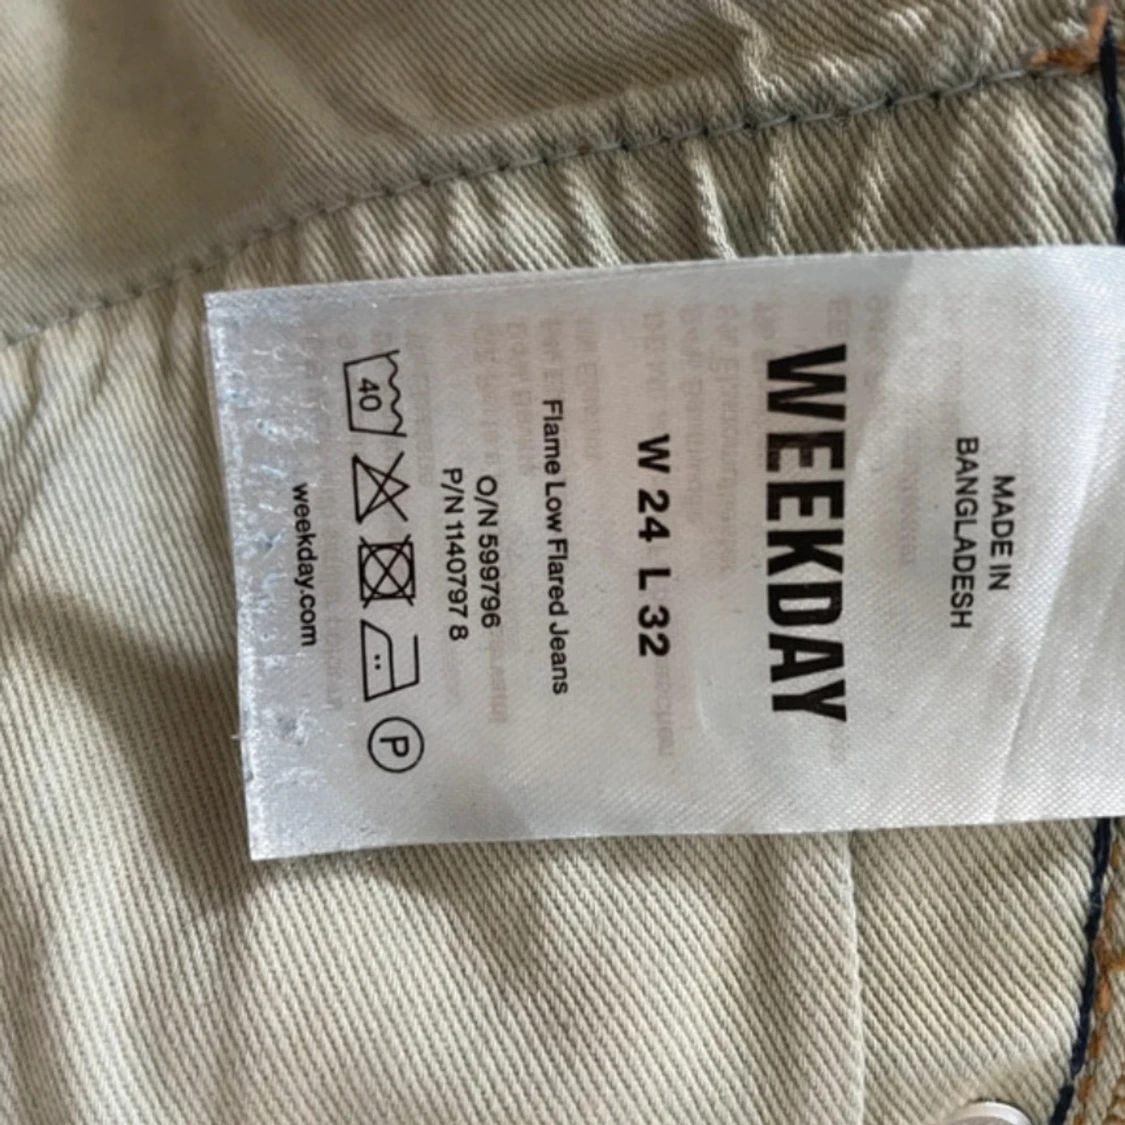 MADE IN
BANGLADESH
WEEKDAY
W 24 L 32
Flame Low Flared Jeans
O/N 599796
P/N 1140797 8
40
P
weekday.com